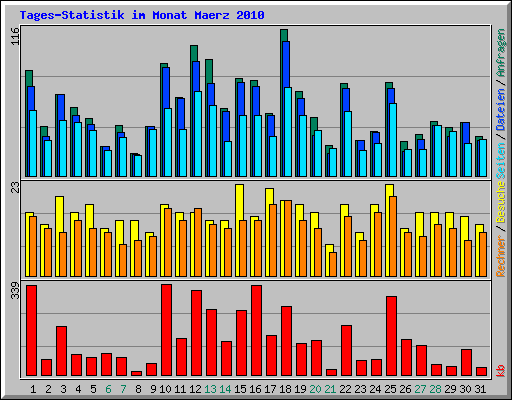 Tages-Statistik im Monat Maerz 2010
116
23
339
Rechner / Besuche Seiten / Dateien / Anfragen
kb
1 2 3 4 5 6 7 8 9 10 11 12 13 14 15 16 17 18 19 20 21 22 23 24 25 26 27 28 29 30 31